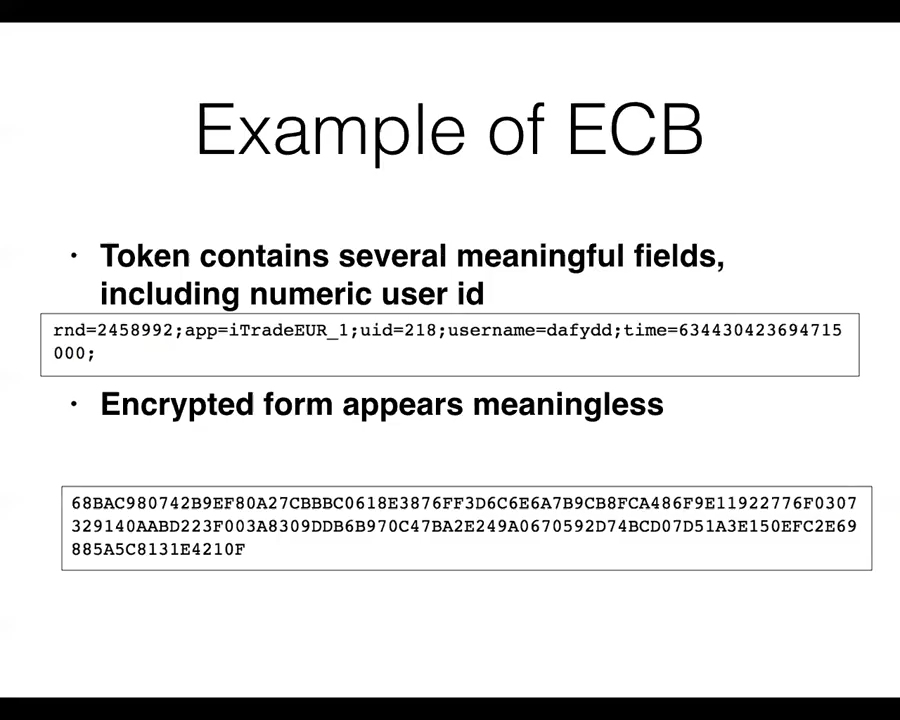 Example of ECB
• Token contains several meaningful fields,
including numeric user id
rnd=2458992;app=iTradeEUR_1;uid=218;username=dafydd;time=634430423694715
000;
• Encrypted form appears meaningless
68BAC980742B9EF80A27CBBBC0618E3876FF3D6C6E6A7B9CB8FCA486F9E11922776F0307
329140AABD223F003A8309DDB6B970C47BA2E249A0670592D74BCD07D51A3E150EFC2E69
885A5C8131E4210F